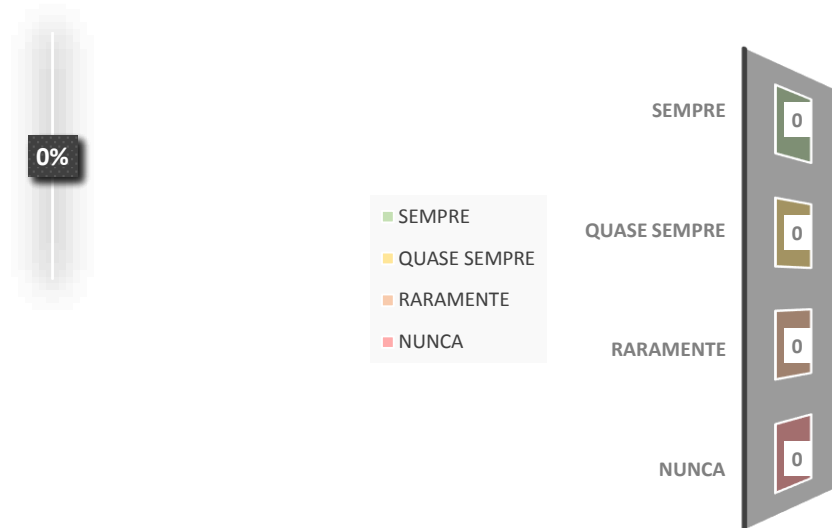 0%
SEMPRE
QUASE SEMPRE
RARAMENTE
NUNCA
SEMPRE
0
QUASE SEMPRE
0
RARAMENTE
0
NUNCA
0